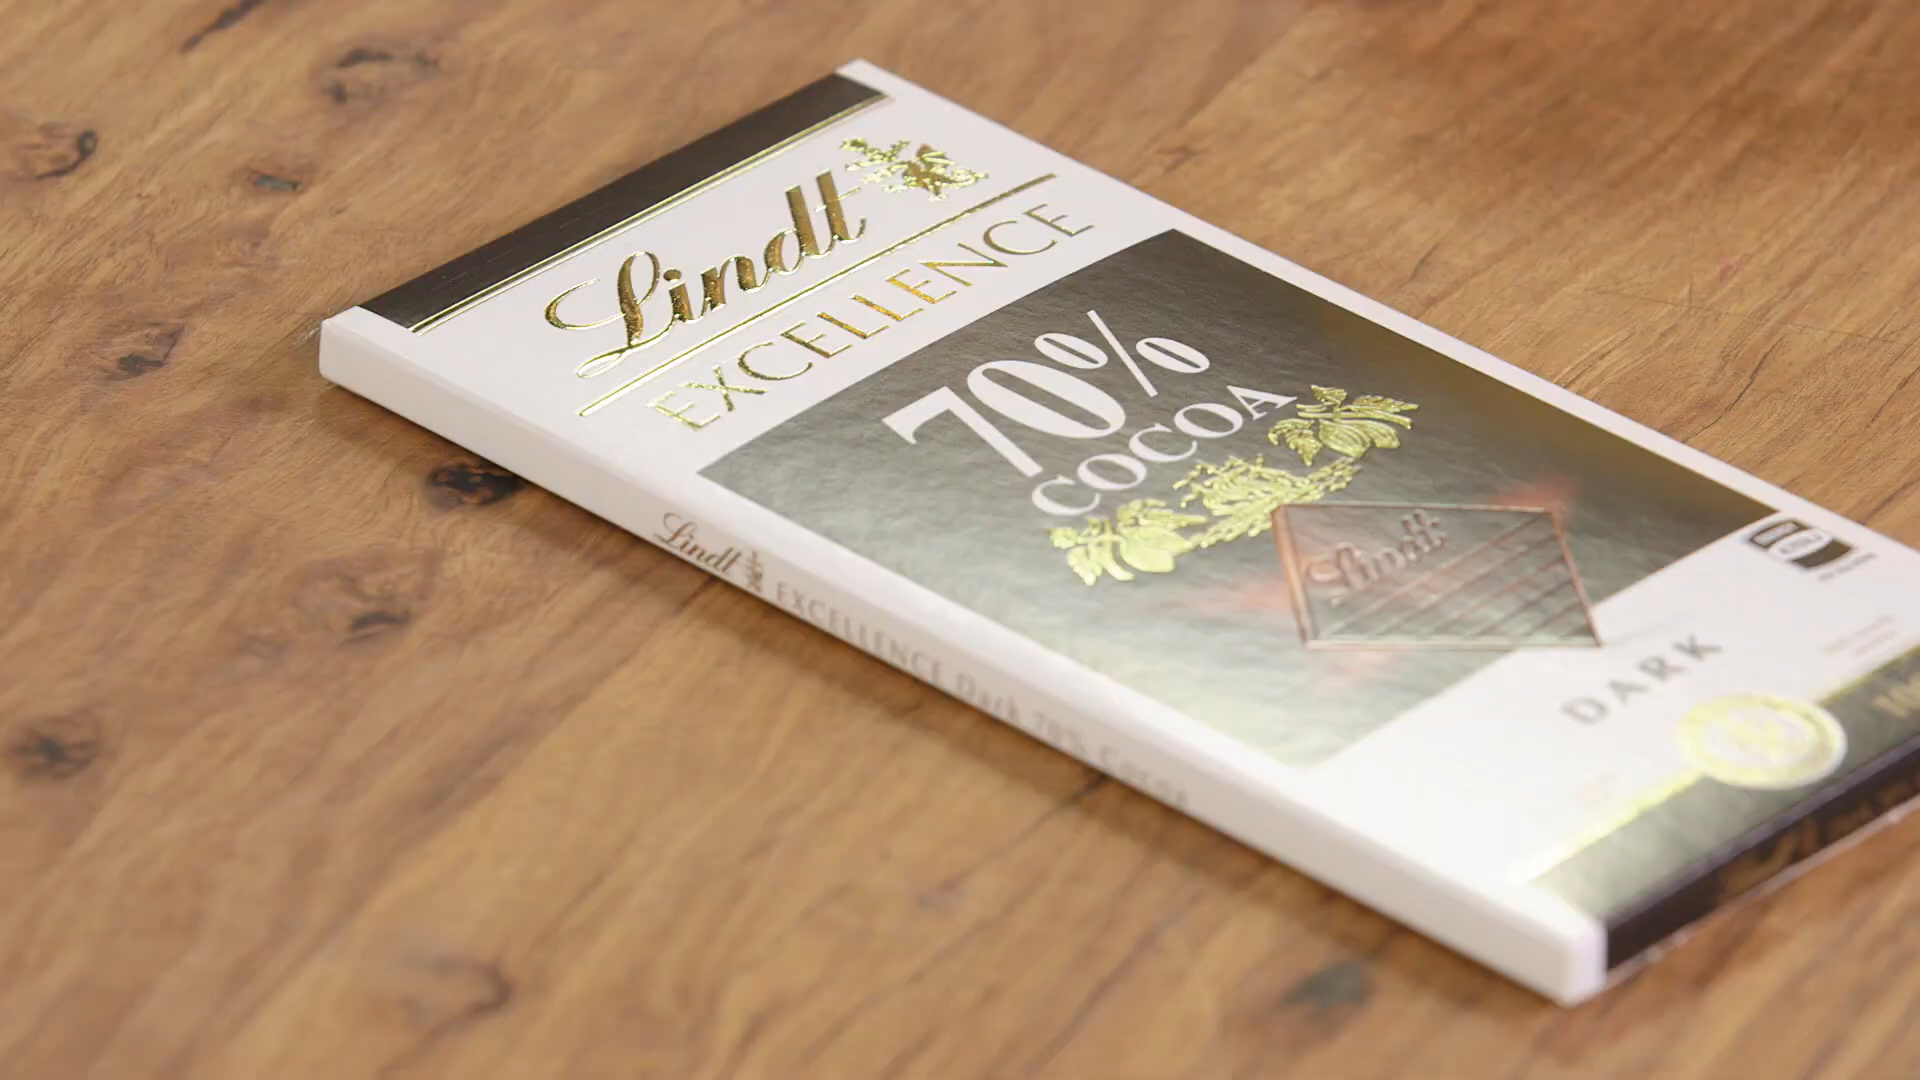 Lindt
EXCELLENCE
70%
COCOA
Lindt
DARK
Lindt EXCELLENCE Dark 70% Cocoa